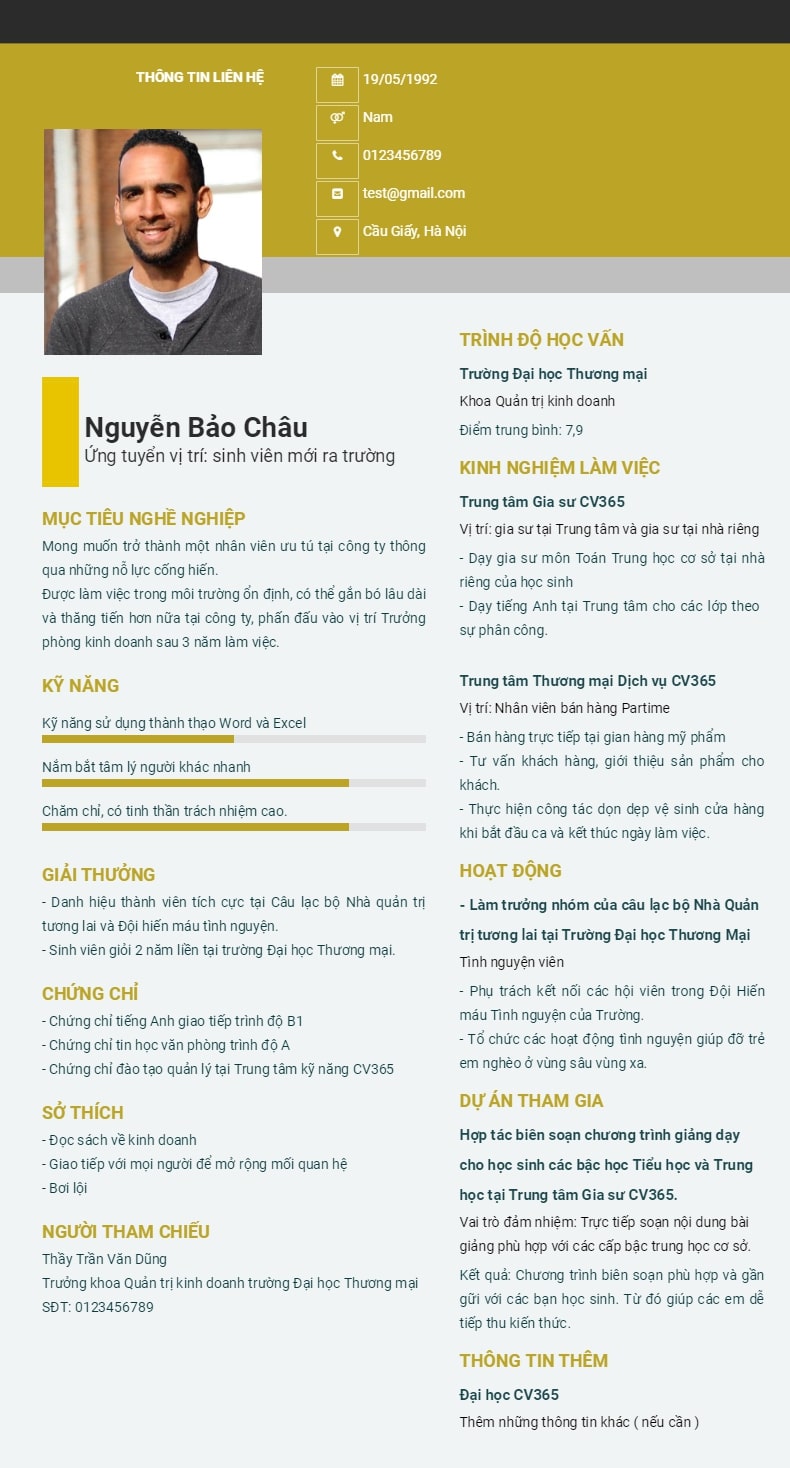 THÔNG TIN LIÊN HỆ
19/05/1992
Nam
0123456789
test@gmail.com
Cầu Giấy, Hà Nội
Nguyễn Bảo Châu
Ứng tuyển vị trí: sinh viên mới ra trường
MỤC TIÊU NGHỀ NGHIỆP
Mong muốn trở thành một nhân viên ưu tú tại công ty thông
qua những nỗ lực cống hiến.
Được làm việc trong môi trường ổn định, có thể gắn bó lâu dài
và thăng tiến hơn nữa tại công ty, phấn đấu vào vị trí Trưởng
phòng kinh doanh sau 3 năm làm việc.
KỸ NĂNG
Kỹ năng sử dụng thành thạo Word và Excel
Nắm bắt tâm lý người khác nhanh
Chăm chỉ, có tinh thần trách nhiệm cao.
GIẢI THƯỞNG
- Danh hiệu thành viên tích cực tại Câu lạc bộ Nhà quản trị
tương lai và Đội hiến máu tình nguyện.
- Sinh viên giỏi 2 năm liền tại trường Đại học Thương mại.
CHỨNG CHỈ
- Chứng chỉ tiếng Anh giao tiếp trình độ B1
- Chứng chỉ tin học văn phòng trình độ A
- Chứng chỉ đào tạo quản lý tại Trung tâm kỹ năng CV365
SỞ THÍCH
- Đọc sách về kinh doanh
- Giao tiếp với mọi người để mở rộng mối quan hệ
- Bơi lội
NGƯỜI THAM CHIẾU
Thầy Trần Văn Dũng
Trưởng khoa Quản trị kinh doanh trường Đại học Thương mại
SĐT: 0123456789
TRÌNH ĐỘ HỌC VẤN
Trường Đại học Thương mại
Khoa Quản trị kinh doanh
Điểm trung bình: 7,9
KINH NGHIỆM LÀM VIỆC
Trung tâm Gia sư CV365
Vị trí: gia sư tại Trung tâm và gia sư tại nhà riêng
- Dạy gia sư môn Toán Trung học cơ sở tại nhà
riêng của học sinh
- Dạy tiếng Anh tại Trung tâm cho các lớp theo
sự phân công.
Trung tâm Thương mại Dịch vụ CV365
Vị trí: Nhân viên bán hàng Partime
- Bán hàng trực tiếp tại gian hàng mỹ phẩm
- Tư vấn khách hàng, giới thiệu sản phẩm cho
khách.
- Thực hiện công tác dọn dẹp vệ sinh cửa hàng
khi bắt đầu ca và kết thúc ngày làm việc.
HOẠT ĐỘNG
- Làm trưởng nhóm của câu lạc bộ Nhà Quản
trị tương lai tại Trường Đại học Thương Mại
Tình nguyện viên
- Phụ trách kết nối các hội viên trong Đội Hiến
máu Tình nguyện của Trường.
- Tổ chức các hoạt động tình nguyện giúp đỡ trẻ
em nghèo ở vùng sâu vùng xa.
DỰ ÁN THAM GIA
Hợp tác biên soạn chương trình giảng dạy
cho học sinh các bậc học Tiểu học và Trung
học tại Trung tâm Gia sư CV365.
Vai trò đảm nhiệm: Trực tiếp soạn nội dung bài
giảng phù hợp với các cấp bậc trung học cơ sở.
Kết quả: Chương trình biên soạn phù hợp và gần
gũi với các bạn học sinh. Từ đó giúp các em dễ
tiếp thu kiến thức.
THÔNG TIN THÊM
Đại học CV365
Thêm những thông tin khác ( nếu cần )